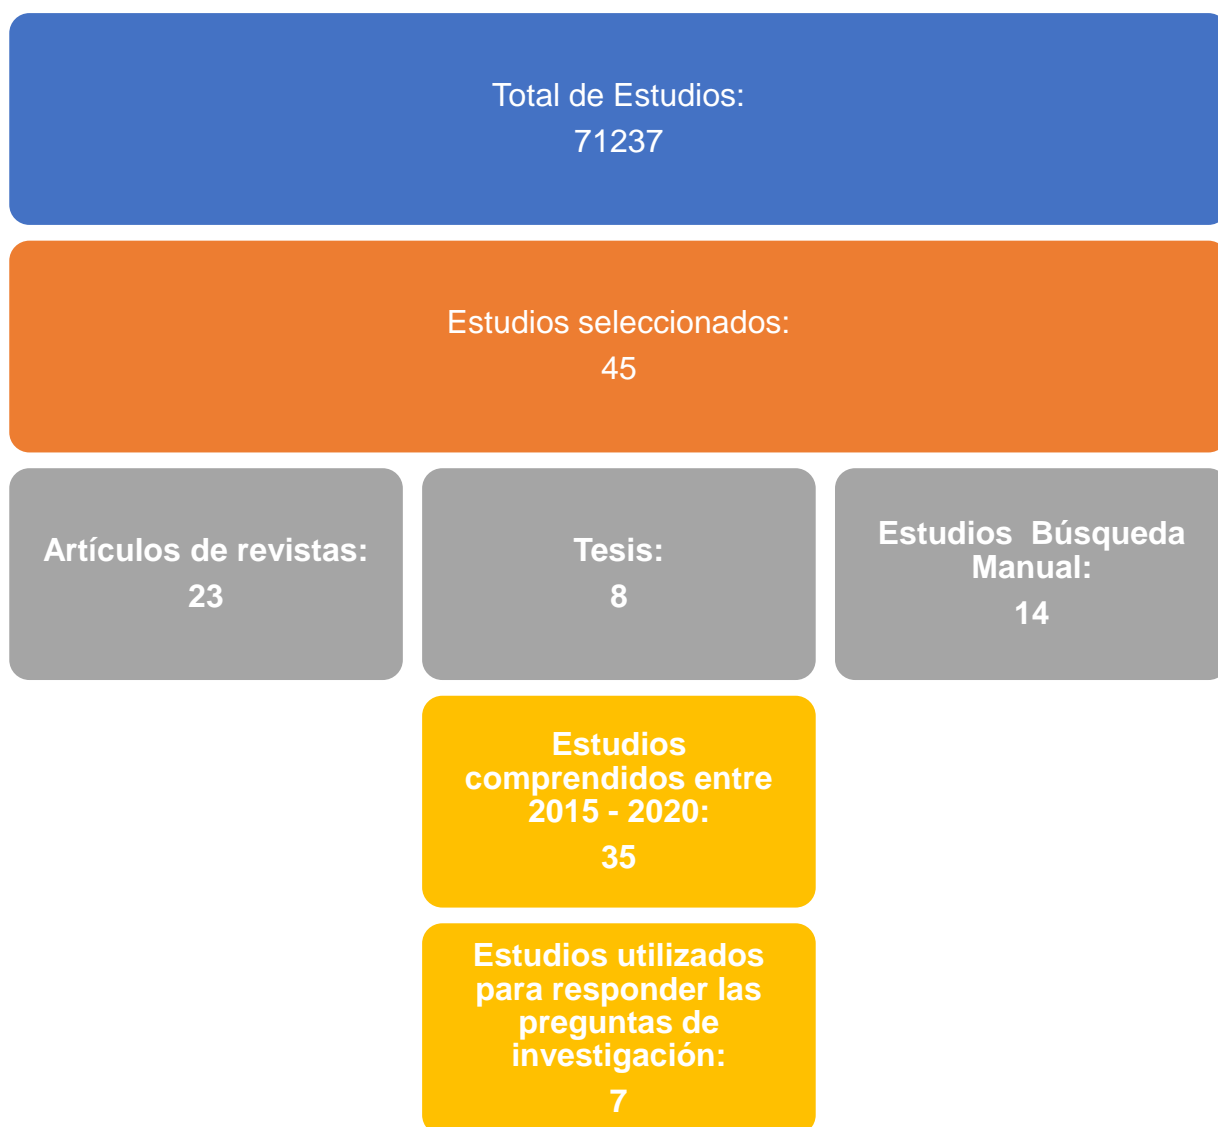 Total de Estudios:
71237
Estudios seleccionados:
45
Artículos de revistas:
23
Tesis:
8
Estudios Búsqueda
Manual:
14
Estudios
comprendidos entre
2015 - 2020:
35
Estudios utilizados
para responder las
preguntas de
investigación:
7